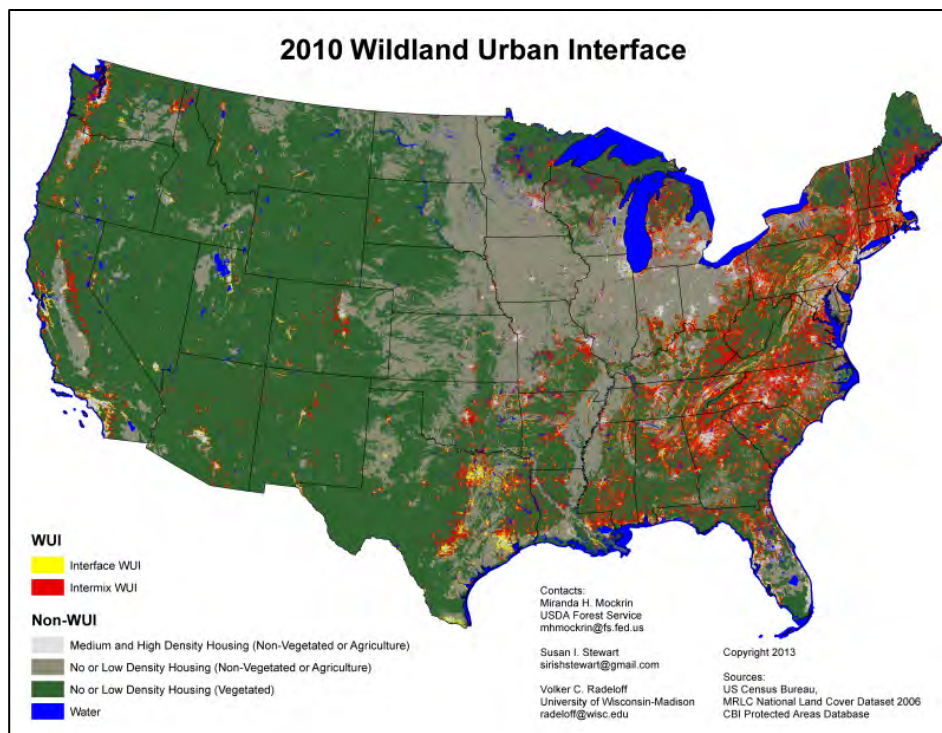 2010 Wildland Urban Interface
WUI
Interface WUI
Intermix WUI
Non-WUI
Medium and High Density Housing (Non-Vegetated or Agriculture)
No or Low Density Housing (Non-Vegetated or Agriculture)
No or Low Density Housing (Vegetated)
Water
Contacts:
Miranda H. Mockrin
USDA Forest Service
mhmockrin@fs.fed.us
Susan I. Stewart
sirishstewart@gmail.com
Volker C. Radeloff
University of Wisconsin-Madison
radeloff@wisc.edu
Copyright 2013
Sources:
US Census Bureau,
MRLC National Land Cover Dataset 2006
CBI Protected Areas Database